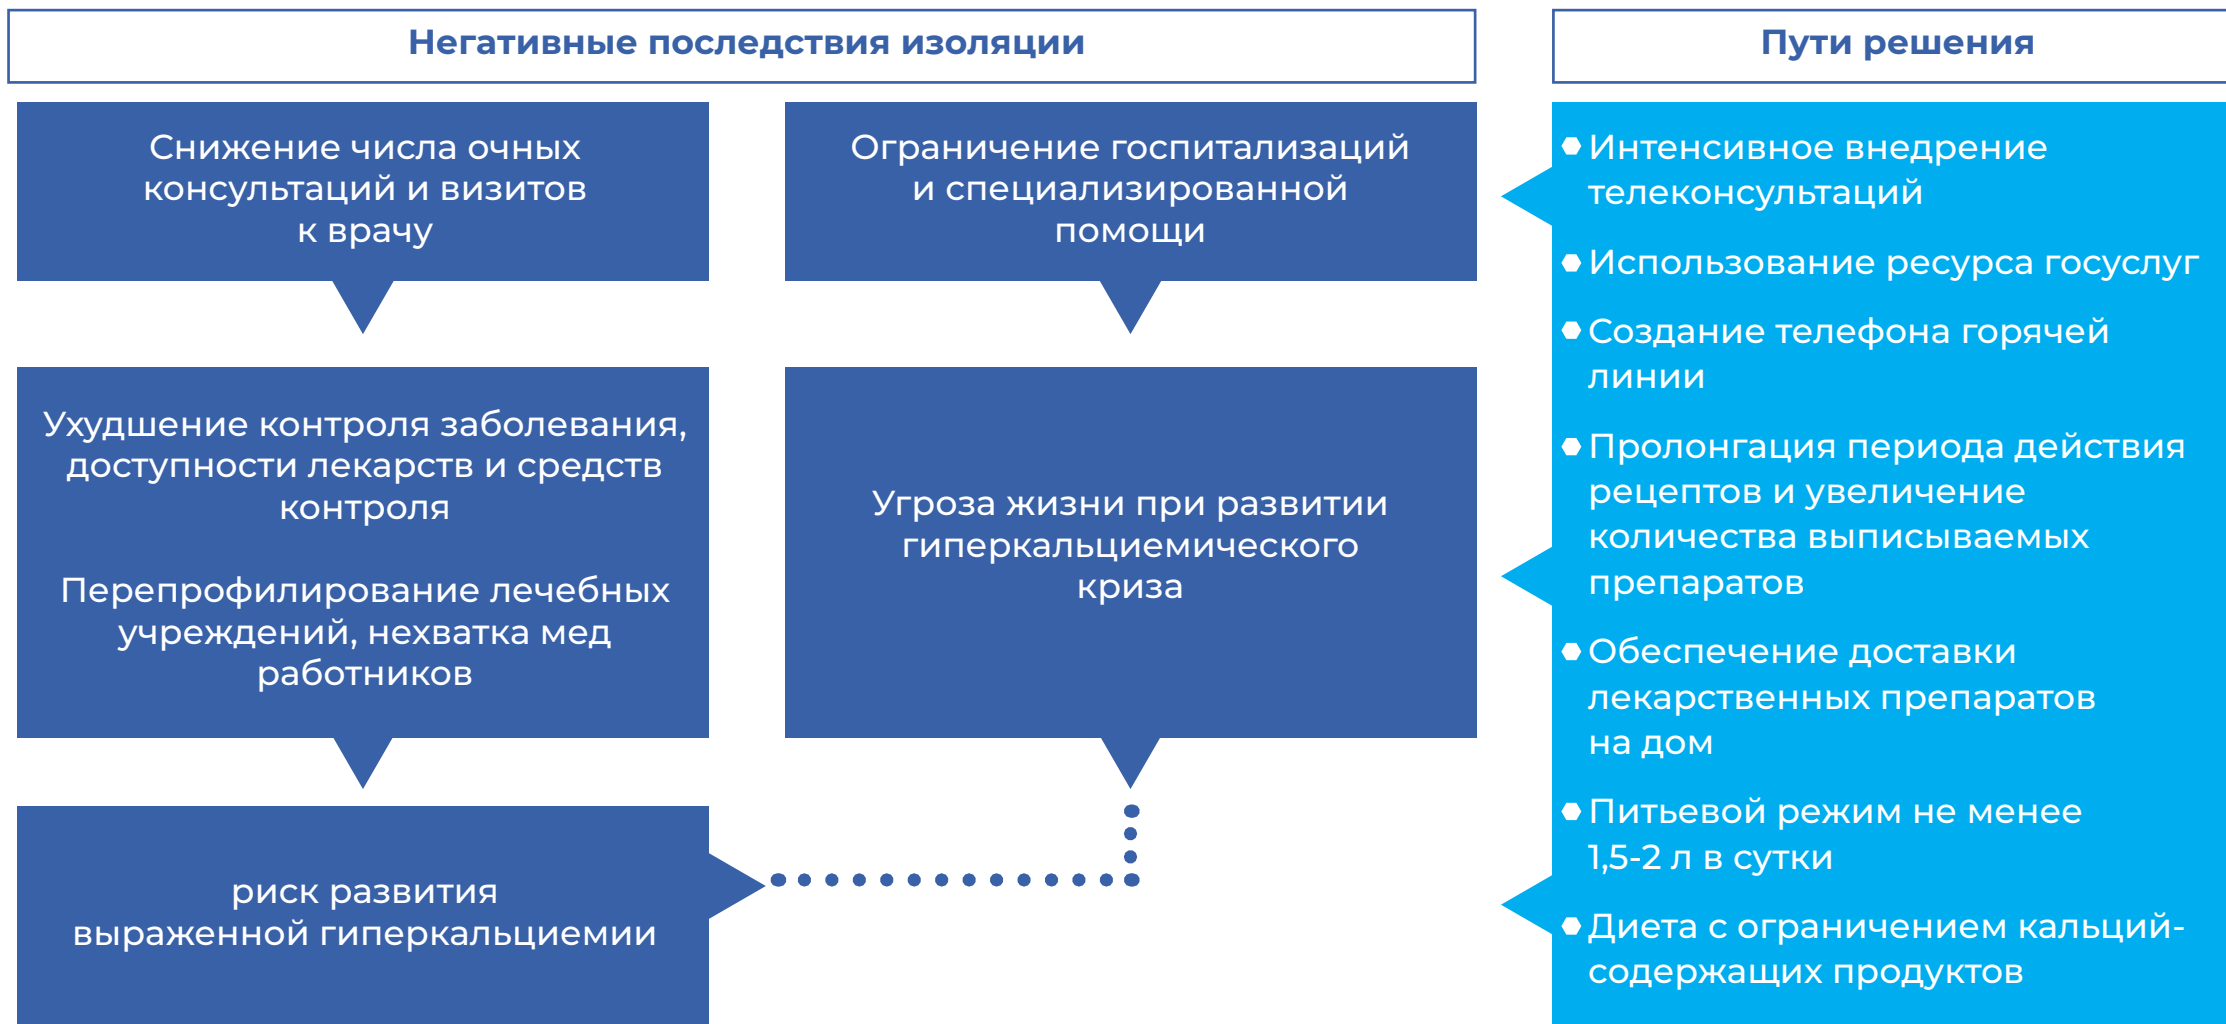 Негативные последствия изоляции
Снижение числа очных
консультаций и визитов
к врачу
Ограничение госпитализаций
и специализированной
помощи
Ухудшение контроля заболевания,
доступности лекарств и средств
контроля
Перепрофилирование лечебных
учреждений, нехватка мед
работников
Угроза жизни при развитии
гиперкальциемического
криза
риск развития
выраженной гиперкальциемии
Пути решения
Интенсивное внедрение
телеконсультаций
Использование ресурса госуслуг
Создание телефона горячей
линии
Пролонгация периода действия
рецептов и увеличение
количества выписываемых
препаратов
Обеспечение доставки
лекарственных препаратов
на дом
Питьевой режим не менее
1,5-2 л в сутки
Диета с ограничением кальций-
содержащих продуктов